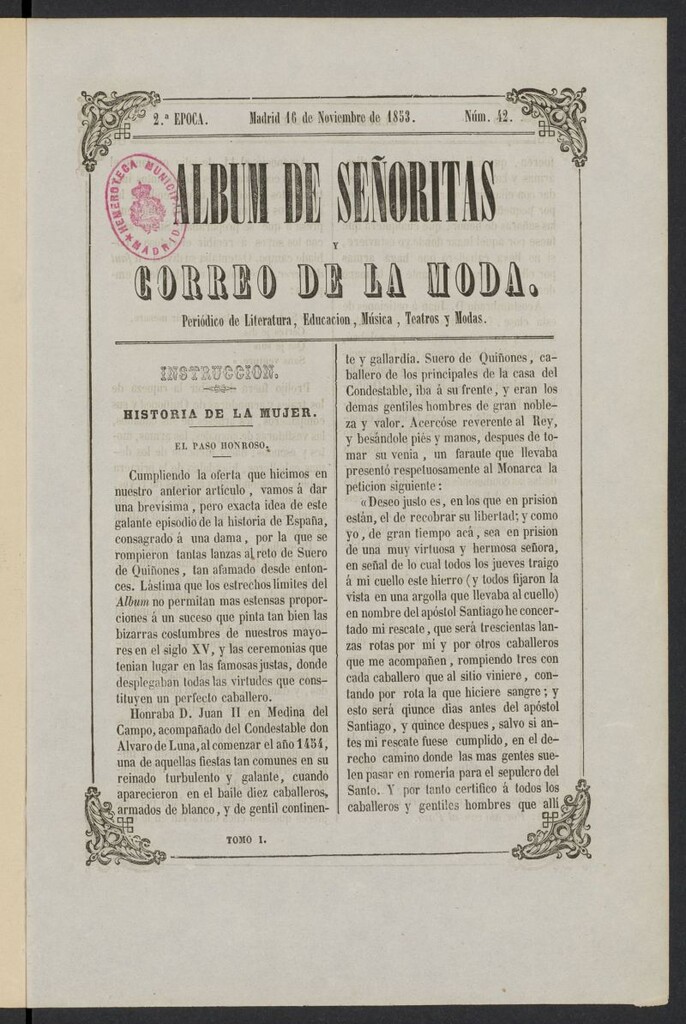 2.ª EPOCA. Madrid 16 de Noviembre de 1853. Núm. 42.
HEMEROTECA MUNICIPAL
MADRID
ALBUM DE SEÑORITAS
Y
CORREO DE LA MODA.
Periódico de Literatura, Educacion, Música, Teatros y Modas.
INSTRUCCION.
HISTORIA DE LA MUJER.
EL PASO HONROSO.
Cumpliendo la oferta que hicimos en
nuestro anterior artículo, vamos á dar
una brevísima, pero exacta idea de este
galante episodio de la historia de España,
consagrado á una dama, por la que se
rompieron tantas lanzas al reto de Suero
de Quiñones, tan afamado desde enton-
ces. Lástima que los estrechos limites del
Album no permitan mas estensas propor-
ciones á un suceso que pinta tan bien las
bizarras costumbres de nuestros mayo-
res en el siglo XV, y las ceremonias que
tenian lugar en las famosas justas, donde
desplegaban todas las virtudes que cons-
tituyen un perfecto caballero.
Honraba D. Juan II en Medina del
Campo, acompañado del Condestable don
Alvaro de Luna, al comenzar el año 1434,
una de aquellas fiestas tan comunes en su
reinado turbulento y galante, cuando
aparecieron en el baile diez caballeros,
armados de blanco, y de gentil continen-
te y gallardía. Suero de Quiñones, ca-
ballero de los principales de la casa del
Condestable, iba á su frente, y eran los
demas gentiles hombres de gran noble-
za y valor. Acercóse reverente al Rey,
y besándole piés y manos, despues de to-
mar su venia, un faraute que llevaba
presentó respetuosamente al Monarca la
peticion siguiente:
«Deseo justo es, en los que en prision
están, el de recobrar su libertad; y como
yo, de gran tiempo acá, sea en prision
de una muy virtuosa y hermosa señora,
en señal de lo cual todos los jueves traigo
á mi cuello este hierro (y todos fijaron la
vista en una argolla que llevaba al cuello)
en nombre del apóstol Santiago he concer-
tado mi rescate, que será trescientas lan-
zas rotas por mí y por otros caballeros
que me acompañen, rompiendo tres con
cada caballero que al sitio viniere, con-
tando por rota la que hiciere sangre; y
esto será qiunce dias antes del apóstol
Santiago, y quince despues, salvo si an-
tes mi rescate fuese cumplido, en el de-
recho camino donde las mas gentes sue-
len pasar en romería para el sepulcro del
Santo. Y por tanto certifico á todos los
caballeros y gentiles hombres que allí
TOMO I.